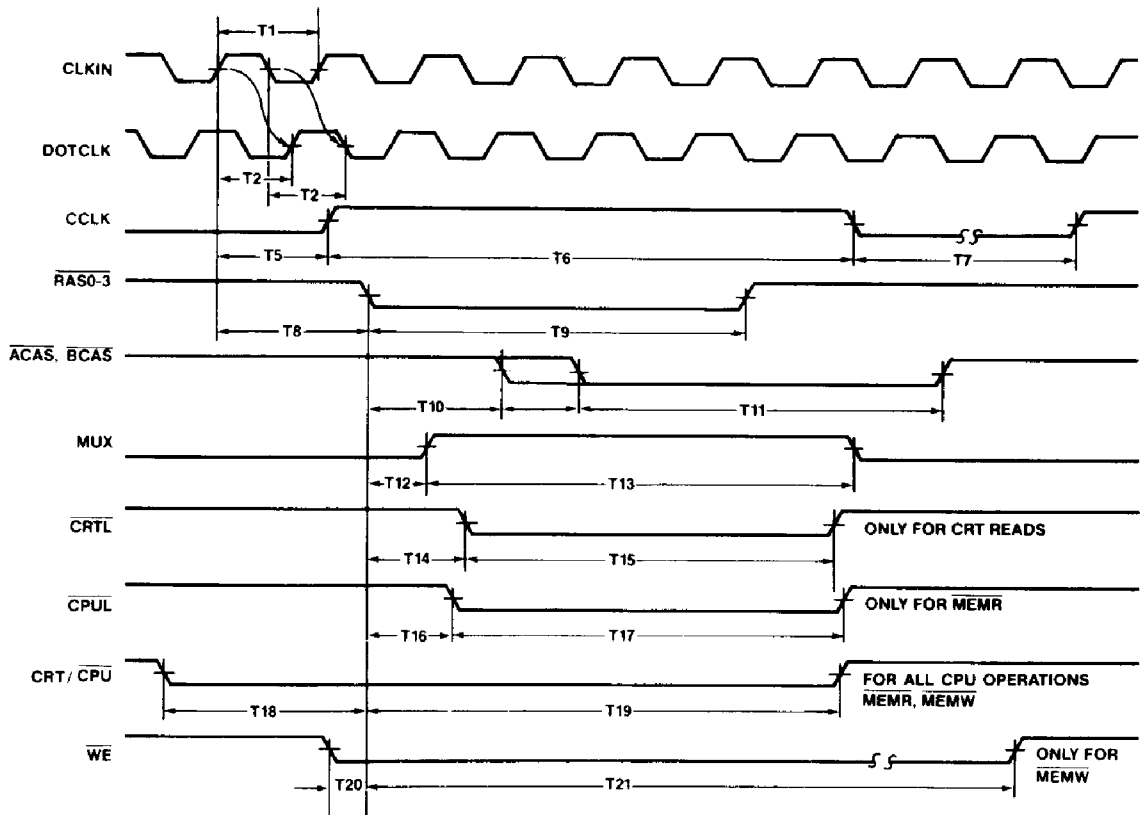 T1
CLKIN
DOTCLK
T2
T2
CCLK
T5
T6
T7
RAS0-3
T8
T9
ACAS, BCAS
T10
T11
MUX
T12
T13
CRTL
ONLY FOR CRT READS
T14
T15
CPUL
ONLY FOR MEMR
T16
T17
CRT/CPU
FOR ALL CPU OPERATIONS
MEMR, MEMW
T18
T19
WE
ONLY FOR
MEMW
T20
T21